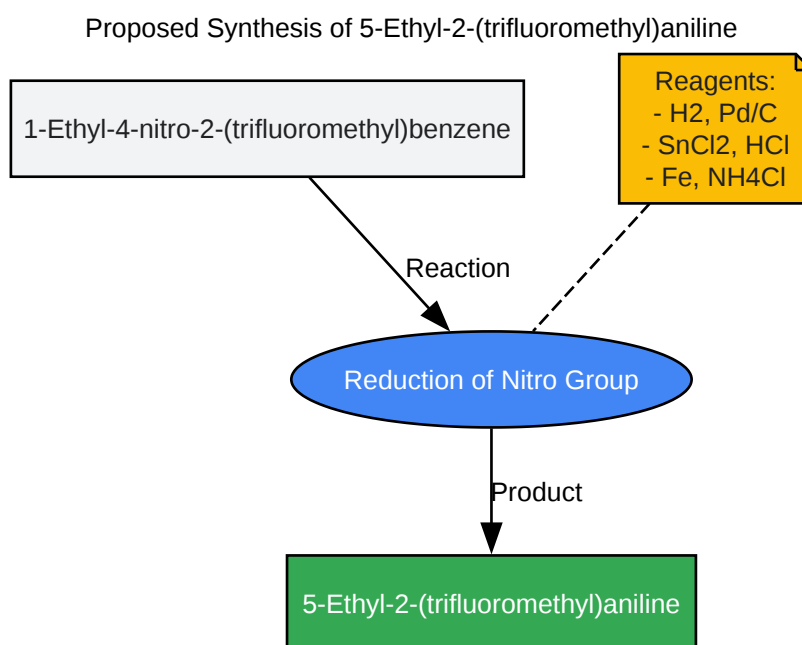 Proposed Synthesis of 5-Ethyl-2-(trifluoromethyl)aniline
1-Ethyl-4-nitro-2-(trifluoromethyl)benzene
Reagents:
- H2, Pd/C
- SnCl2, HCl
- Fe, NH4Cl
Reaction
Reduction of Nitro Group
Product
5-Ethyl-2-(trifluoromethyl)aniline